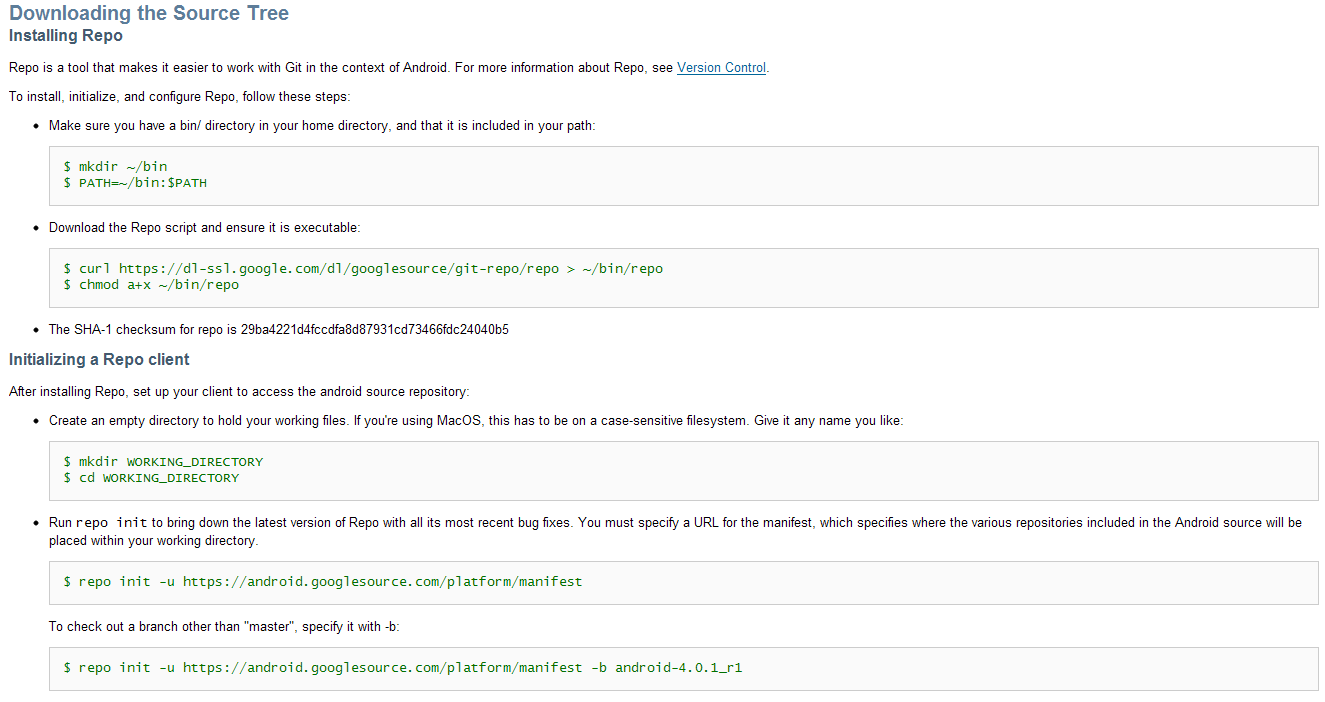 Downloading the Source Tree
Installing Repo
Repo is a tool that makes it easier to work with Git in the context of Android. For more information about Repo, see Version Control.
To install, initialize, and configure Repo, follow these steps:
• Make sure you have a bin/ directory in your home directory, and that it is included in your path:
$ mkdir ~/bin
$ PATH=~/bin:$PATH
• Download the Repo script and ensure it is executable:
$ curl https://dl-ssl.google.com/dl/googlesource/git-repo/repo > ~/bin/repo
$ chmod a+x ~/bin/repo
• The SHA-1 checksum for repo is 29ba4221d4fccdfa8d87931cd73466fdc24040b5
Initializing a Repo client
After installing Repo, set up your client to access the android source repository:
• Create an empty directory to hold your working files. If you're using MacOS, this has to be on a case-sensitive filesystem. Give it any name you like:
$ mkdir WORKING_DIRECTORY
$ cd WORKING_DIRECTORY
• Run repo init to bring down the latest version of Repo with all its most recent bug fixes. You must specify a URL for the manifest, which specifies where the various repositories included in the Android source will be
placed within your working directory.
$ repo init -u https://android.googlesource.com/platform/manifest
To check out a branch other than "master", specify it with -b:
$ repo init -u https://android.googlesource.com/platform/manifest -b android-4.0.1_r1